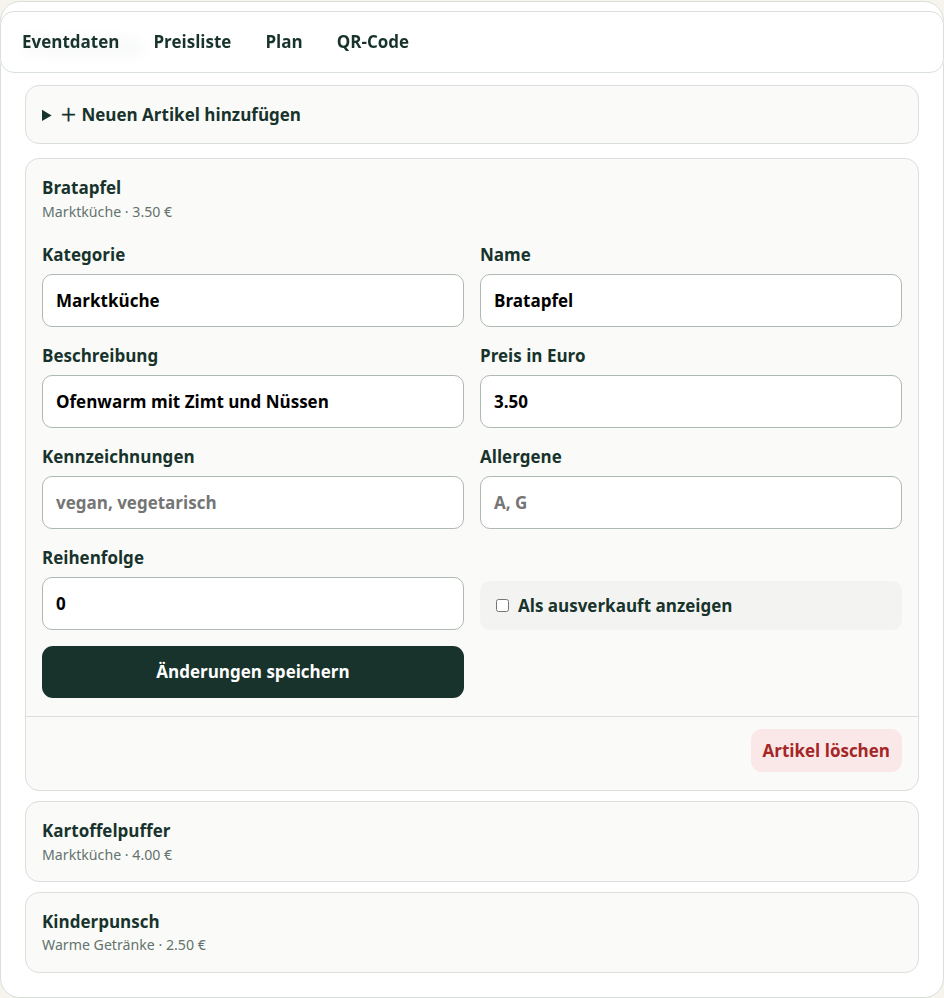 Eventdaten Preisliste Plan QR-Code
▶ + Neuen Artikel hinzufügen
Bratapfel
Marktküche · 3.50 €
Kategorie Name
Marktküche Bratapfel
Beschreibung Preis in Euro
Ofenwarm mit Zimt und Nüssen 3.50
Kennzeichnungen Allergene
vegan, vegetarisch A, G
Reihenfolge
0 Als ausverkauft anzeigen
Änderungen speichern
Artikel löschen
Kartoffelpuffer
Marktküche · 4.00 €
Kinderpunsch
Warme Getränke · 2.50 €